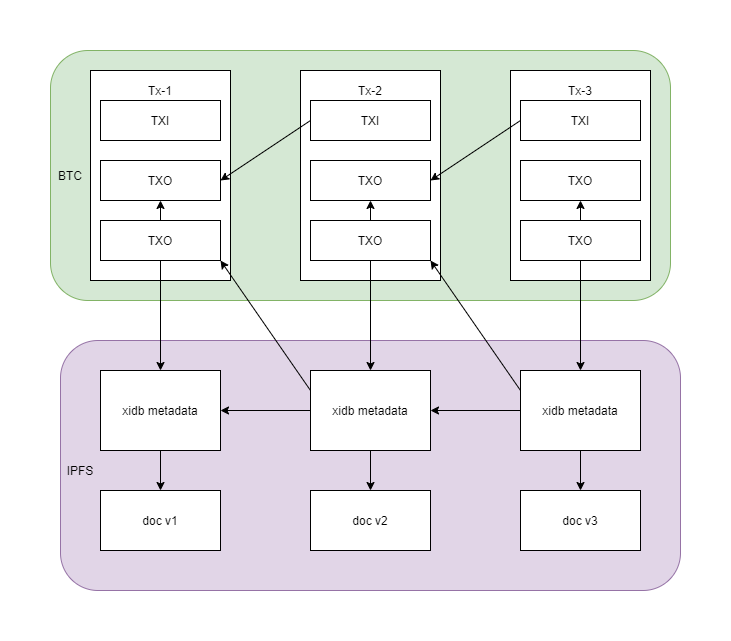 Tx-1
Tx-2
Tx-3
TXI
TXI
TXI
BTC
TXO
TXO
TXO
TXO
TXO
TXO
xidb metadata
xidb metadata
xidb metadata
IPFS
doc v1
doc v2
doc v3